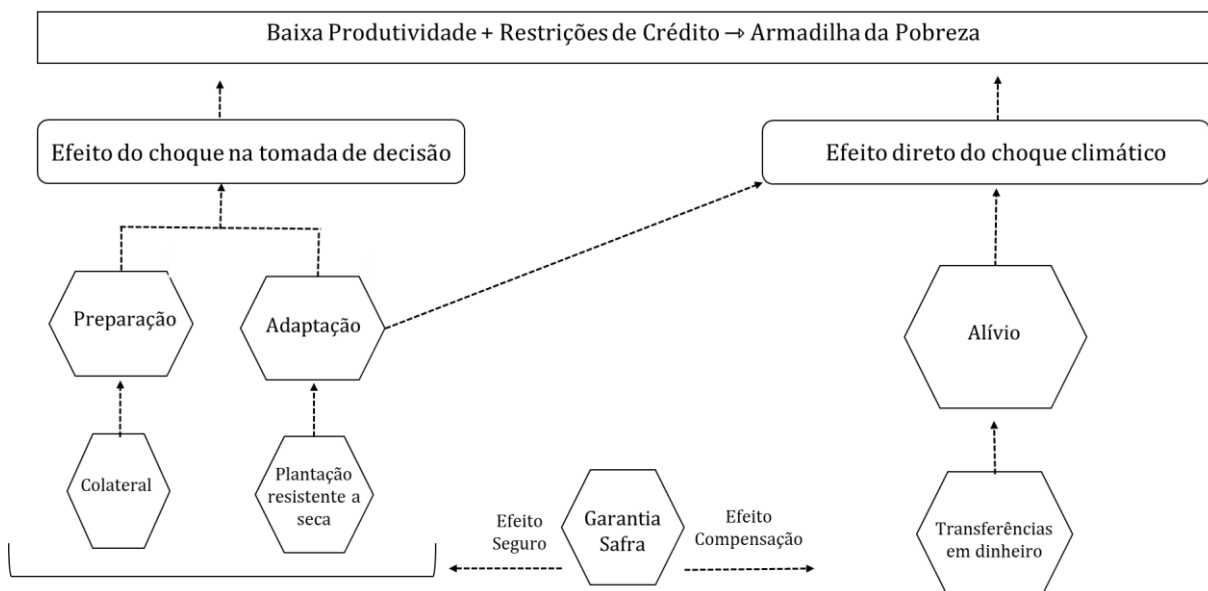 Baixa Produtividade + Restrições de Crédito → Armadilha da Pobreza
Efeito do choque na tomada de decisão
Efeito direto do choque climático
Preparação
Adaptação
Alívio
Colateral
Plantação
resistente a
seca
Efeito
Seguro
Garantia
Safra
Efeito
Compensação
Transferências
em dinheiro